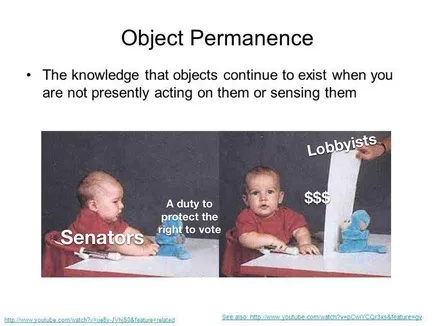 Object Permanence
• The knowledge that objects continue to exist when you
are not presently acting on them or sensing them
Lobbyists
A duty to
protect the
right to vote
$$$
Senators
http://www.youtube.com/watch?v=ue8y-JVhjS0&feature=related
See also: http://www.youtube.com/watch?v=pCwVCQr3xs&feature=gv